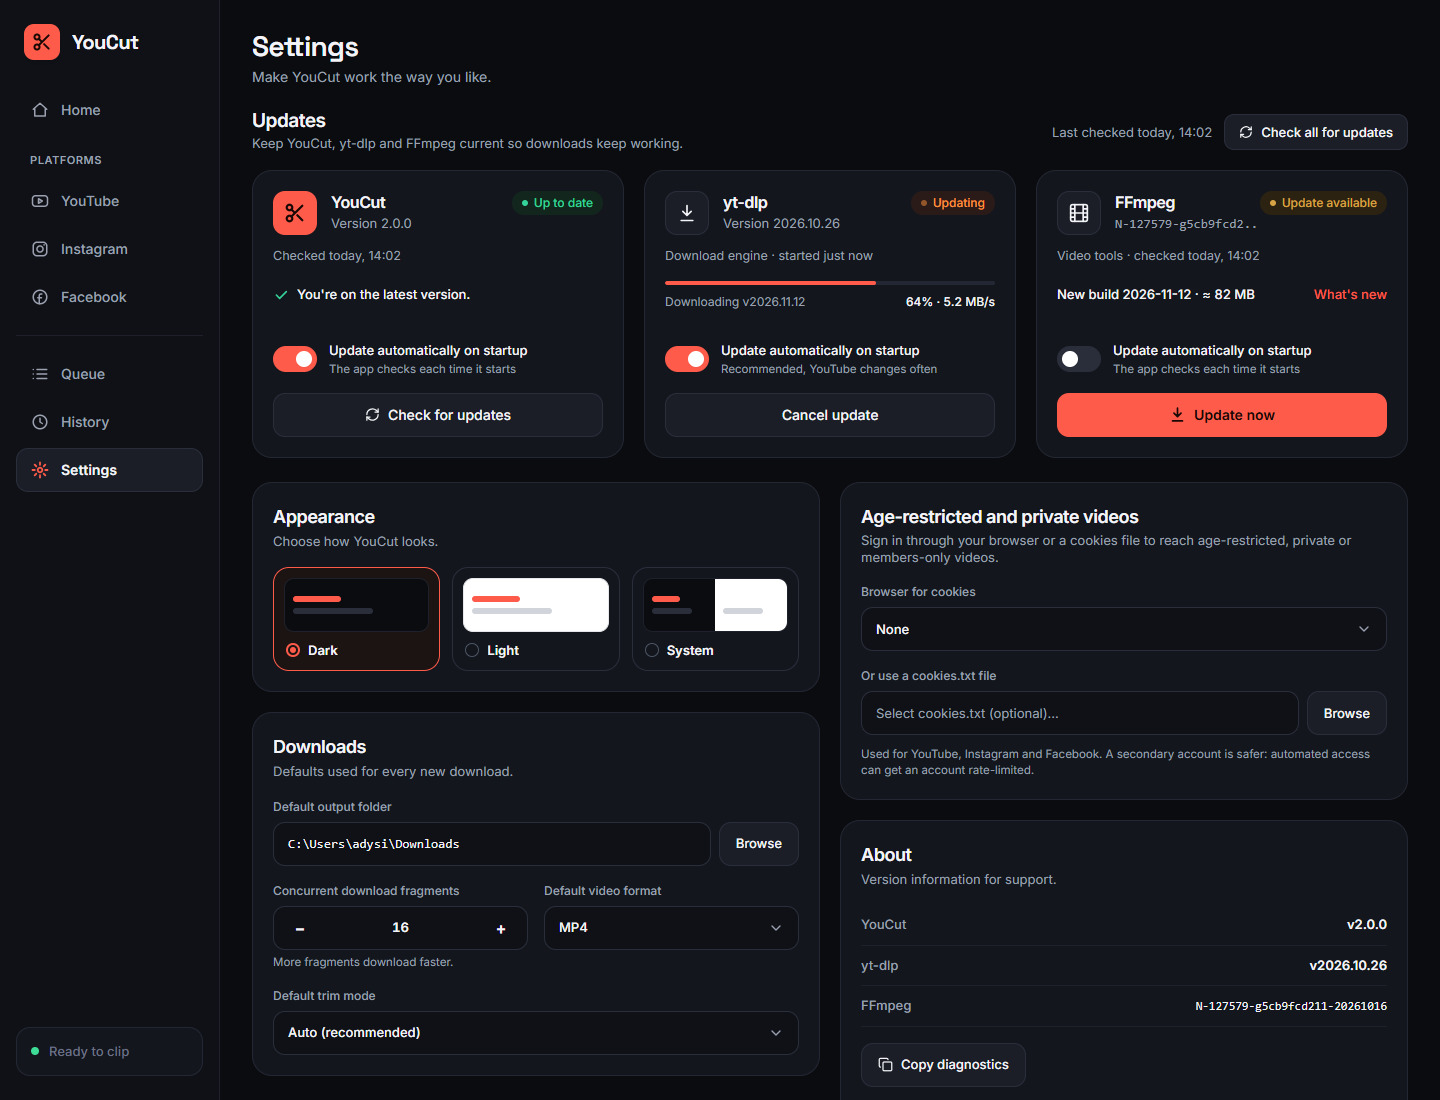 YouCut
Home
PLATFORMS
YouTube
Instagram
Facebook
Queue
History
Settings
Ready to clip
Settings
Make YouCut work the way you like.
Updates
Keep YouCut, yt-dlp and FFmpeg current so downloads keep working.
Last checked today, 14:02
Check all for updates
YouCut
Version 2.0.0
Up to date
Checked today, 14:02
You're on the latest version.
Update automatically on startup
The app checks each time it starts
Check for updates
yt-dlp
Version 2026.10.26
Updating
Download engine · started just now
Downloading v2026.11.12
64% · 5.2 MB/s
Update automatically on startup
Recommended, YouTube changes often
Cancel update
FFmpeg
N-127579-g5cb9fcd2..
Update available
Video tools · checked today, 14:02
New build 2026-11-12 · ≈ 82 MB
What's new
Update automatically on startup
The app checks each time it starts
Update now
Appearance
Choose how YouCut looks.
Dark
Light
System
Downloads
Defaults used for every new download.
Default output folder
C:\Users\adysi\Downloads
Browse
Concurrent download fragments
– 16 +
More fragments download faster.
Default video format
MP4
Default trim mode
Auto (recommended)
Age-restricted and private videos
Sign in through your browser or a cookies file to reach age-restricted, private or
members-only videos.
Browser for cookies
None
Or use a cookies.txt file
Select cookies.txt (optional)...
Browse
Used for YouTube, Instagram and Facebook. A secondary account is safer: automated access
can get an account rate-limited.
About
Version information for support.
YouCut
v2.0.0
yt-dlp
v2026.10.26
FFmpeg
N-127579-g5cb9fcd211-20261016
Copy diagnostics